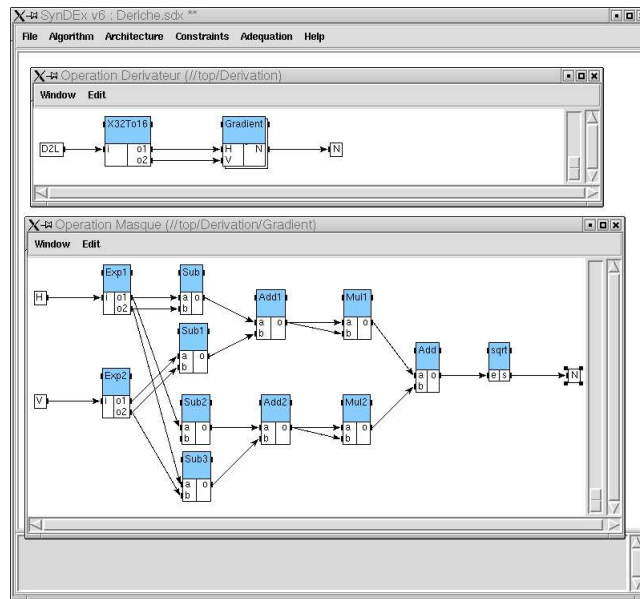 SynDEx v6 : Deriche.sdx **
File Algorithm Architecture Constraints Adequation Help
Operation Derivateur (//top/Derivation)
Window Edit
X32To16 Gradient
D2L i o1 H N N
o2 V
Operation Masque (//top/Derivation/Gradient)
Window Edit
Exp1 Sub
H i o1 a o
o2 b
Add1 Mul1
a o a o
b b
Sub1
a o
b
Add sqrt
a o e s N
b
Exp2
V i o1
o2
Sub2 Add2 Mul2
a o a o a o
b b b
Sub3
a o
b